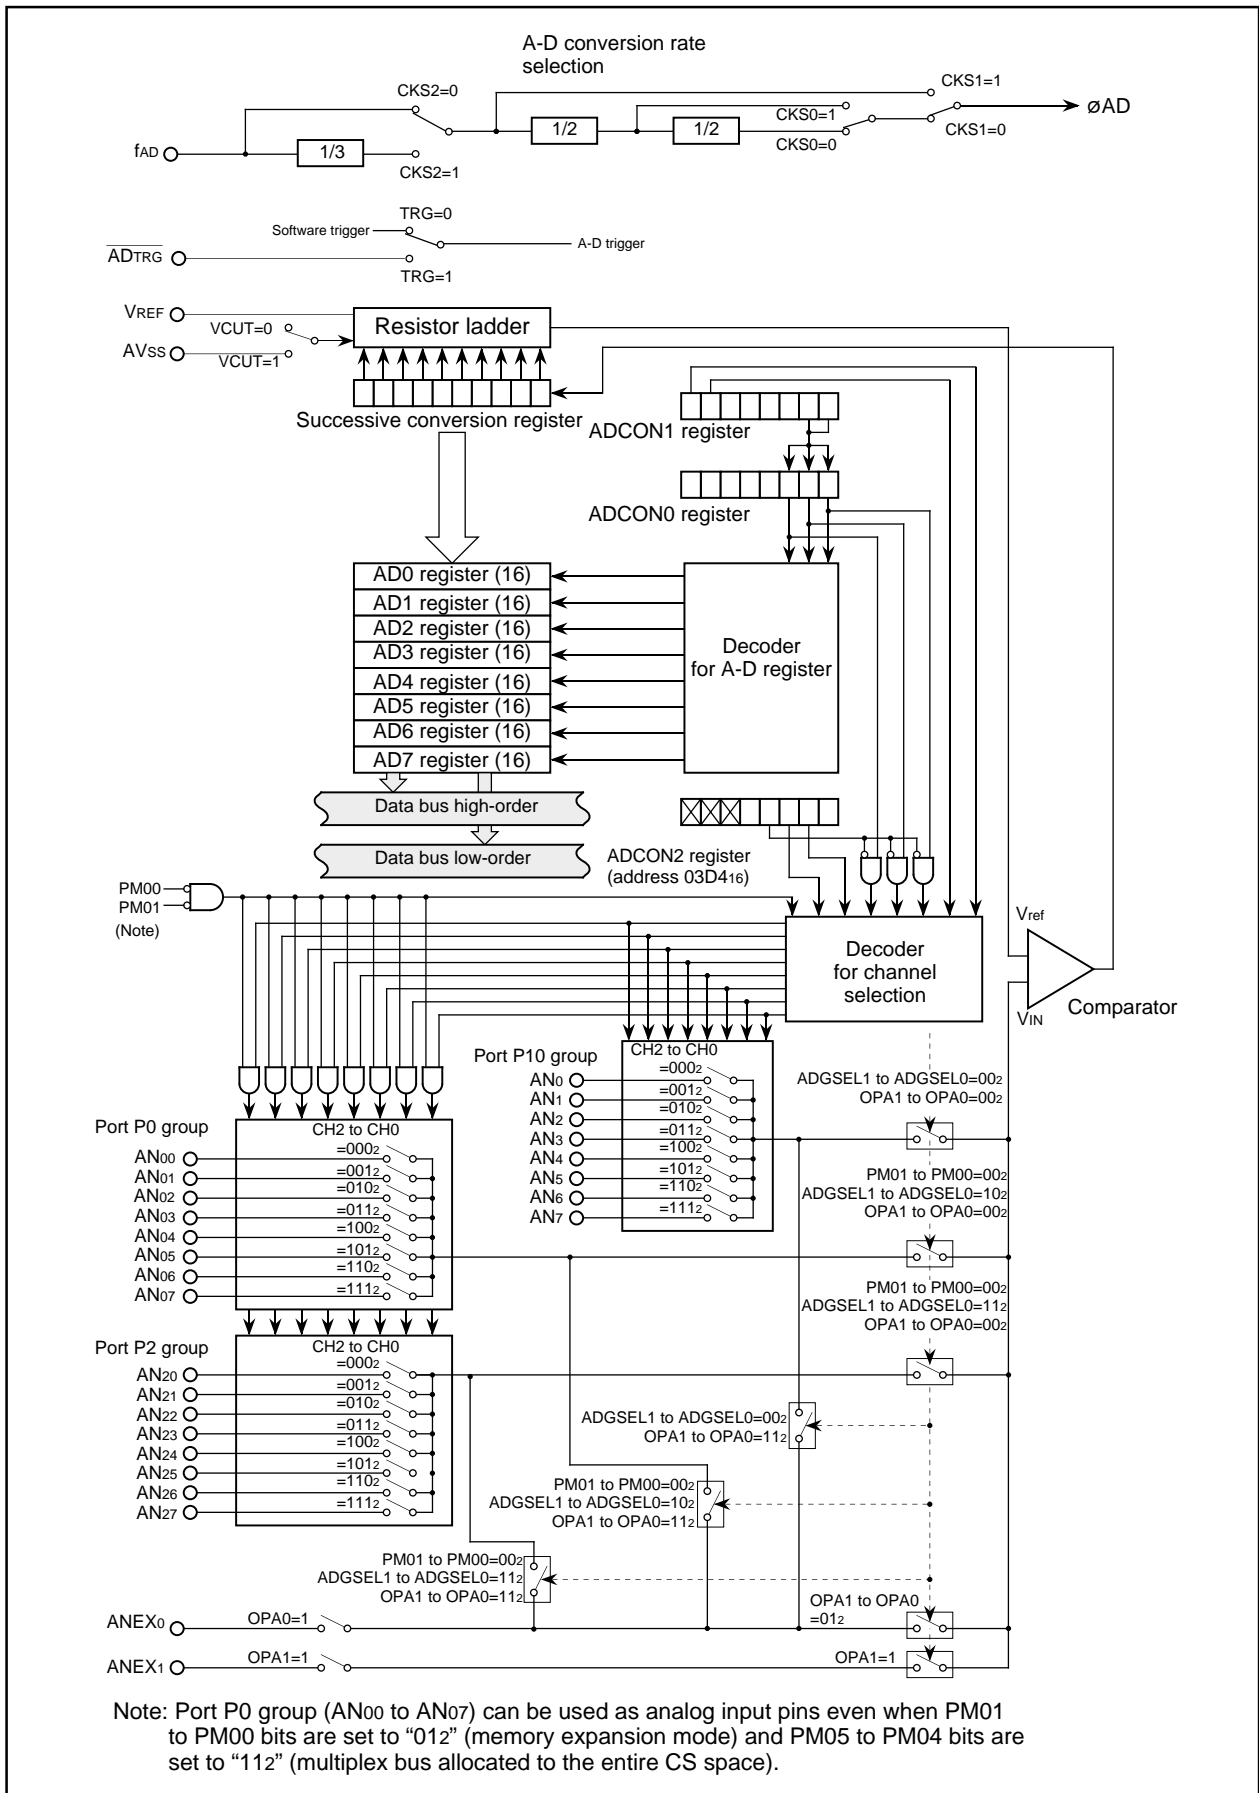 A-D conversion rate
selection
CKS2=0
CKS1=1
CKS0=1
øAD
fAD
1/3
1/2
1/2
CKS0=0
CKS1=0
CKS2=1
TRG=0
Software trigger
A-D trigger
ADTRG
TRG=1
VREF
VCUT=0
Resistor ladder
AVSS
VCUT=1
Successive conversion register
ADCON1 register
ADCON0 register
AD0 register (16)
AD1 register (16)
AD2 register (16)
AD3 register (16)
AD4 register (16)
AD5 register (16)
AD6 register (16)
AD7 register (16)
Decoder
for A-D register
Data bus high-order
Data bus low-order
ADCON2 register
(address 03D416)
PM00
PM01
(Note)
Decoder
for channel
selection
Vref
VIN
Comparator
Port P10 group
CH2 to CH0
AN0 =0002
AN1 =0012
AN2 =0102
AN3 =0112
AN4 =1002
AN5 =1012
AN6 =1102
AN7 =1112
ADGSEL1 to ADGSEL0=002
OPA1 to OPA0=002
Port P0 group
CH2 to CH0
AN00 =0002
AN01 =0012
AN02 =0102
AN03 =0112
AN04 =1002
AN05 =1012
AN06 =1102
AN07 =1112
PM01 to PM00=002
ADGSEL1 to ADGSEL0=102
OPA1 to OPA0=002
PM01 to PM00=002
ADGSEL1 to ADGSEL0=112
OPA1 to OPA0=002
Port P2 group
CH2 to CH0
AN20 =0002
AN21 =0012
AN22 =0102
AN23 =0112
AN24 =1002
AN25 =1012
AN26 =1102
AN27 =1112
ADGSEL1 to ADGSEL0=002
OPA1 to OPA0=112
PM01 to PM00=002
ADGSEL1 to ADGSEL0=102
OPA1 to OPA0=112
PM01 to PM00=002
ADGSEL1 to ADGSEL0=112
OPA1 to OPA0=112
ANEX0
OPA0=1
OPA1 to OPA0
=012
ANEX1
OPA1=1
OPA1=1
Note: Port P0 group (AN00 to AN07) can be used as analog input pins even when PM01
to PM00 bits are set to “012” (memory expansion mode) and PM05 to PM04 bits are
set to “112” (multiplex bus allocated to the entire CS space).